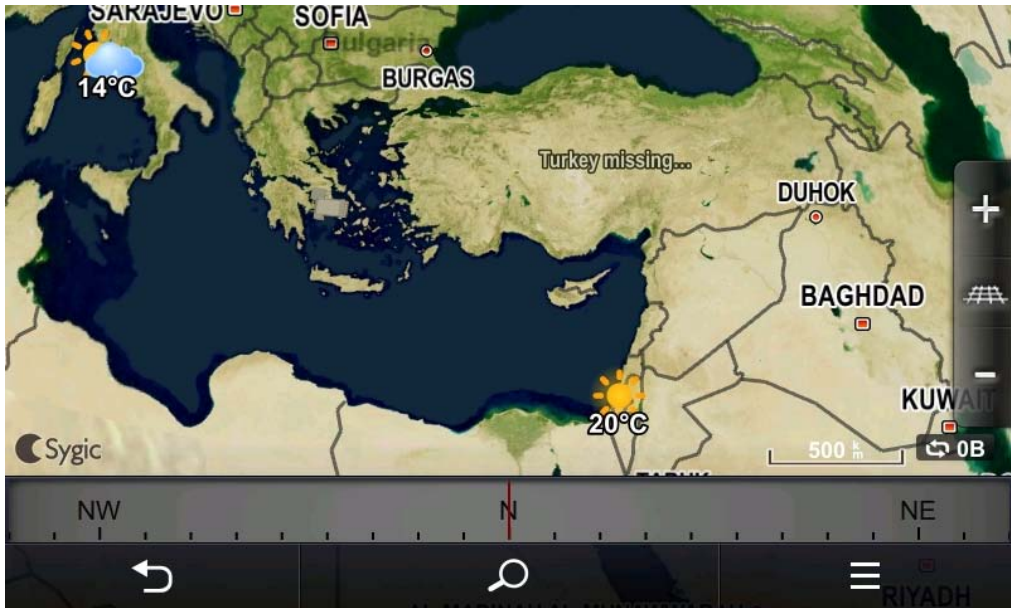 SARAJEVO
SOFIA
Bulgaria
BURGAS
14°C
Turkey missing...
DUHOK
BAGHDAD
20°C
KUWAIT
Sygic
500 km
0B
NW
N
NE
RIYADH